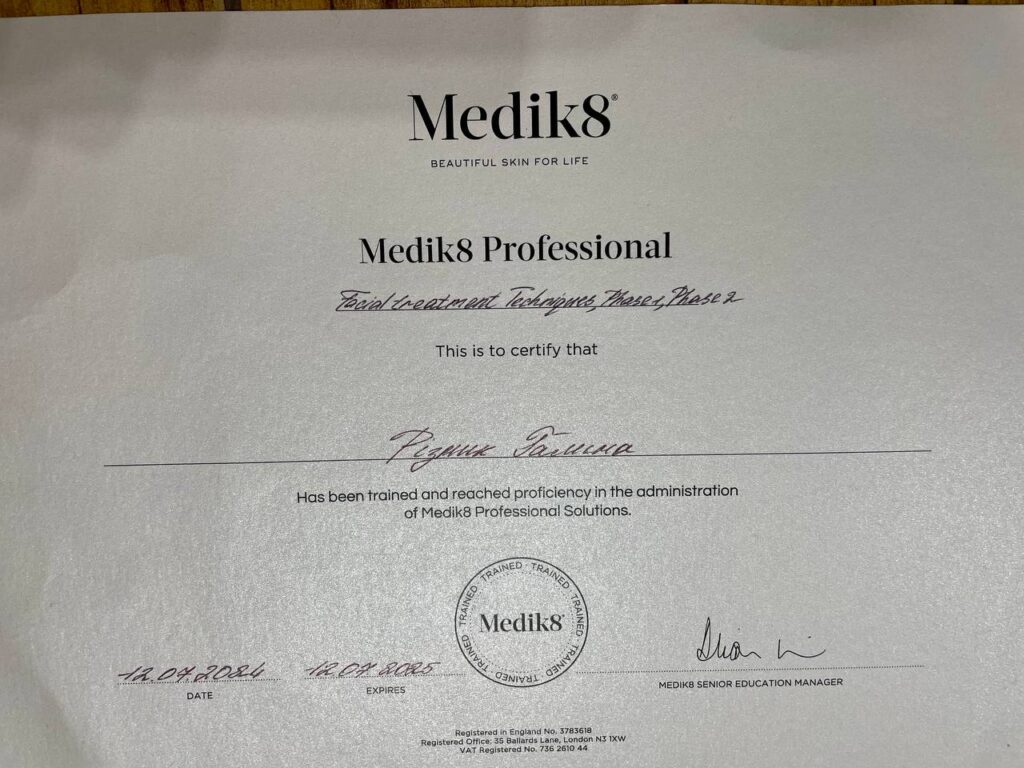 Medik8®
BEAUTIFUL SKIN FOR LIFE
Medik8 Professional
Facial treatment Techniques, Phase 1, Phase 2
This is to certify that
Різник Галина
Has been trained and reached proficiency in the administration
of Medik8 Professional Solutions.
TRAINED · TRAINED · TRAINED · TRAINED · TRAINED · TRAINED · TRAINED
Medik8®
12.07.2024 12.07.2025
DATE EXPIRES
MEDIK8 SENIOR EDUCATION MANAGER
Registered in England No. 3783618
Registered Office: 35 Ballards Lane, London N3 1XW
VAT Registered No. 736 2610 44